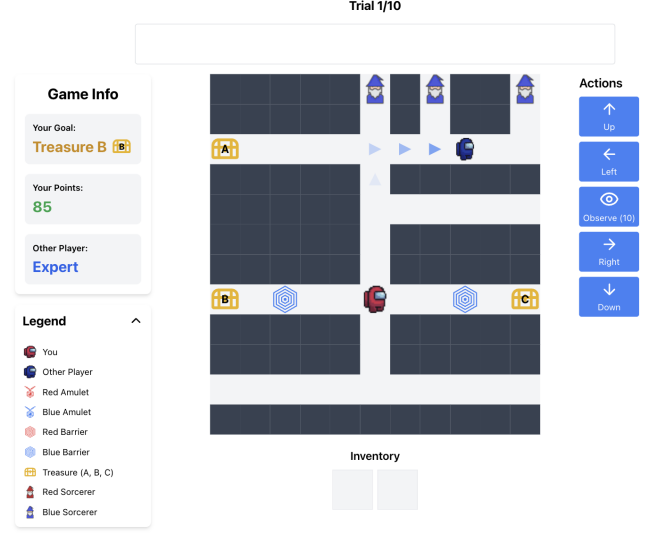 Trial 1/10
Game Info
Your Goal:
Treasure B B
Your Points:
85
Other Player:
Expert
Legend
You
Other Player
Red Amulet
Blue Amulet
Red Barrier
Blue Barrier
Treasure (A, B, C)
Red Sorcerer
Blue Sorcerer
A
B
C
Inventory
Actions
Up
Left
Observe (10)
Right
Down